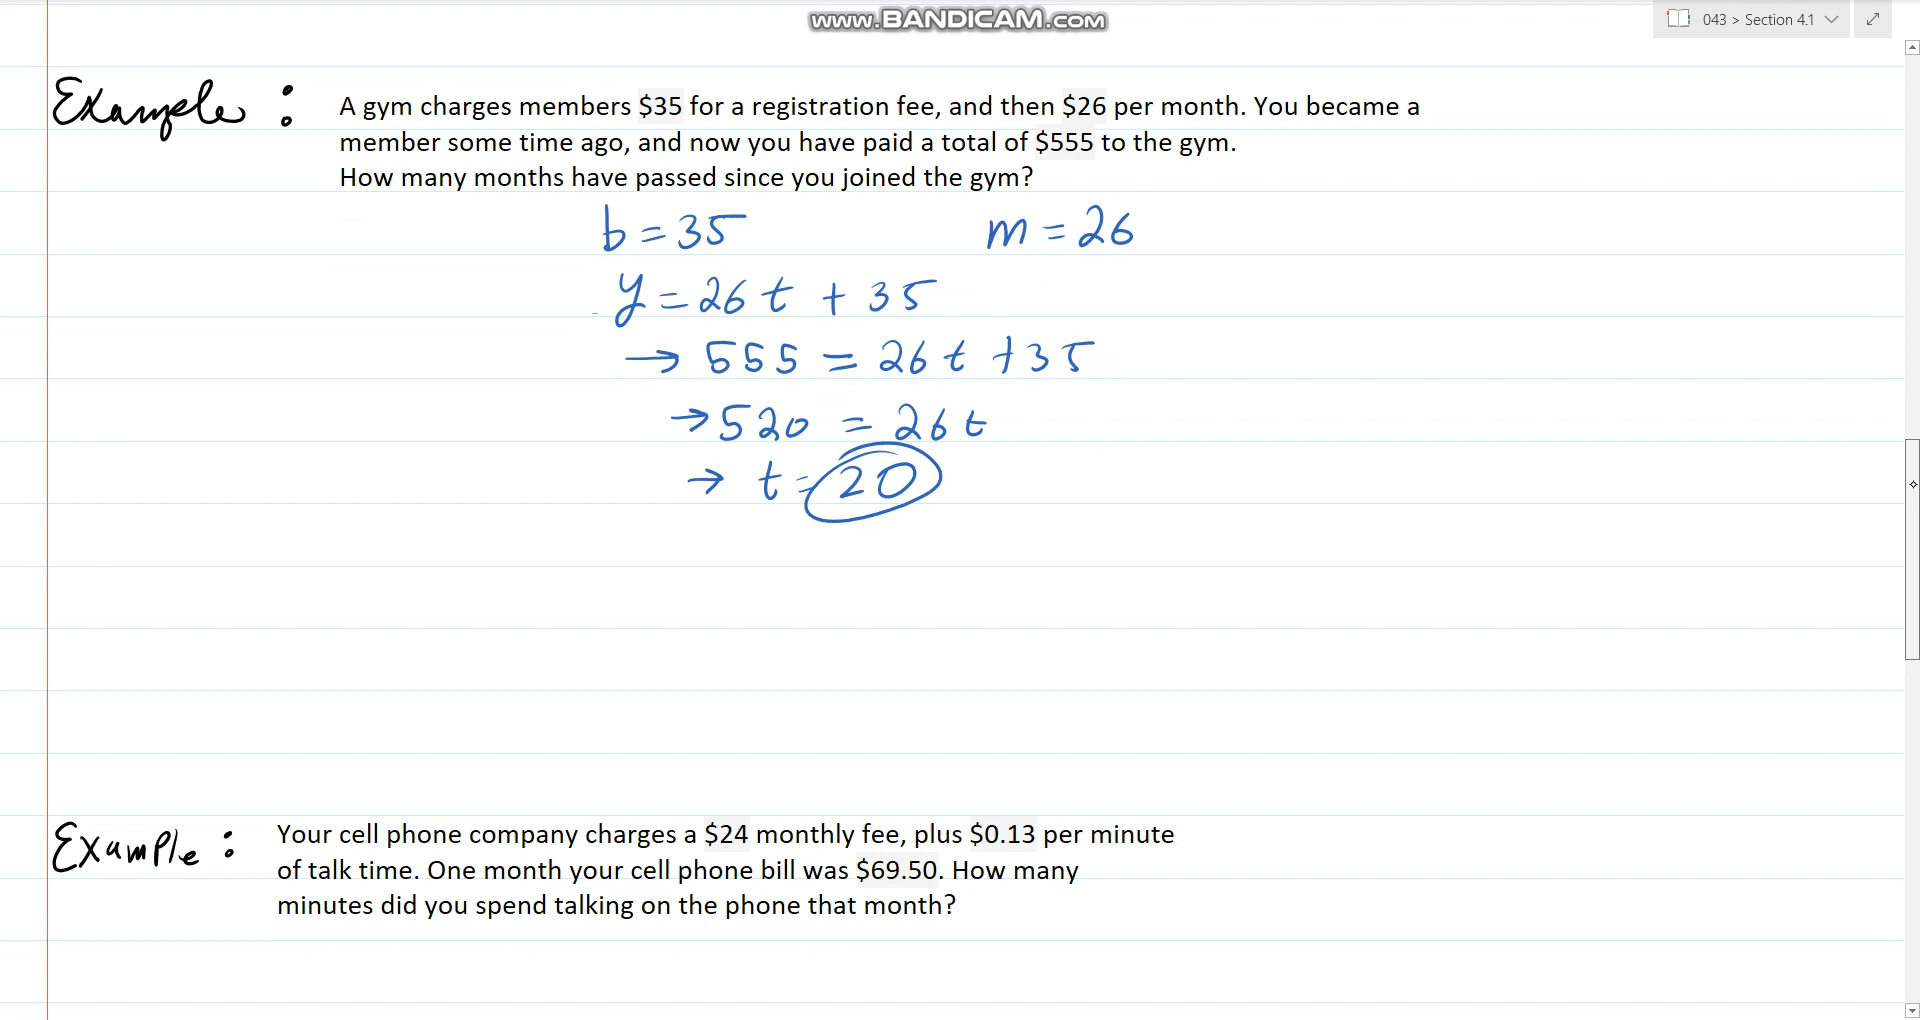 www.BANDICAM.com
043 > Section 4.1
Example :
A gym charges members $35 for a registration fee, and then $26 per month. You became a
member some time ago, and now you have paid a total of $555 to the gym.
How many months have passed since you joined the gym?
b = 35 m = 26
y = 26t + 35
→ 555 = 26t + 35
→ 520 = 26t
→ t = 20
Example :
Your cell phone company charges a $24 monthly fee, plus $0.13 per minute
of talk time. One month your cell phone bill was $69.50. How many
minutes did you spend talking on the phone that month?